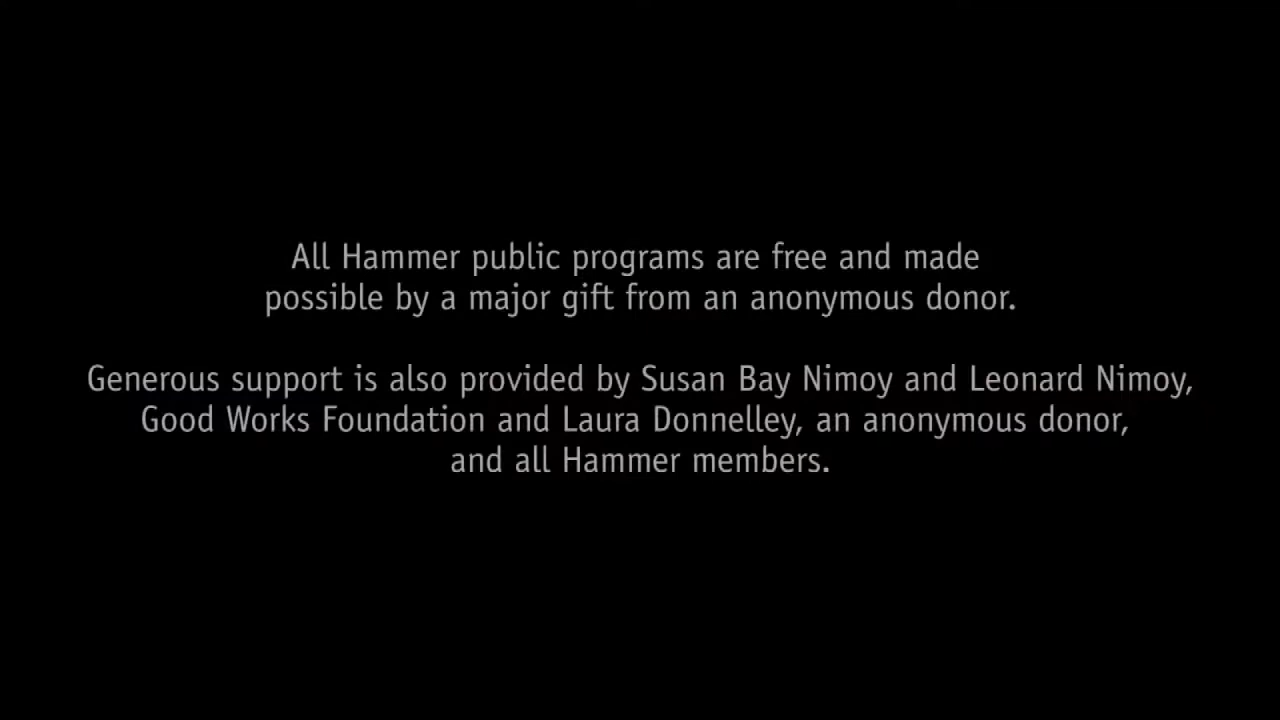 All Hammer public programs are free and made
possible by a major gift from an anonymous donor.
Generous support is also provided by Susan Bay Nimoy and Leonard Nimoy,
Good Works Foundation and Laura Donnelley, an anonymous donor,
and all Hammer members.